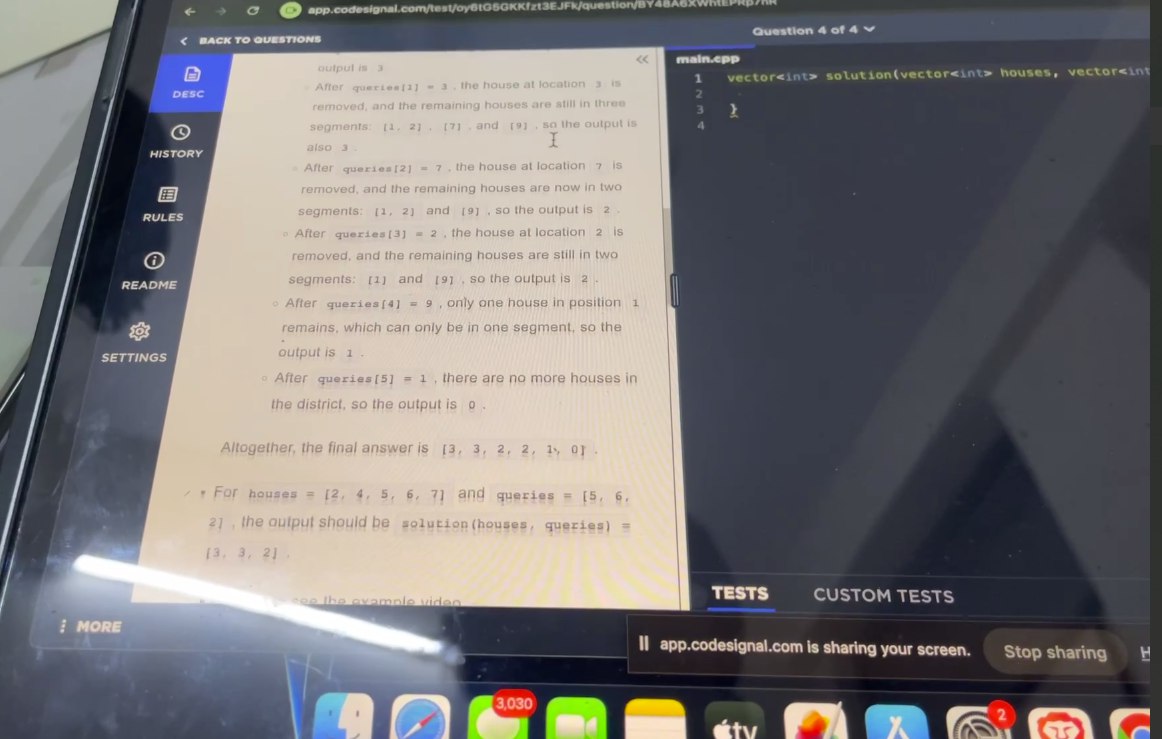 app.codesignal.com/test/oy6tG5GKKfzt3EJFk/question/BY48A6XWhtEPRp7nR
BACK TO QUESTIONS
Question 4 of 4
DESC
HISTORY
RULES
README
SETTINGS
MORE
output is 3
After queries[1] = 3 , the house at location 3 is
removed, and the remaining houses are still in three
segments: [1, 2] , [7] , and [9] , so the output is
also 3 .
After queries[2] = 7 , the house at location 7 is
removed, and the remaining houses are now in two
segments: [1, 2] and [9] , so the output is 2 .
After queries[3] = 2 , the house at location 2 is
removed, and the remaining houses are still in two
segments: [1] and [9] , so the output is 2 .
After queries[4] = 9 , only one house in position 1
remains, which can only be in one segment, so the
output is 1 .
After queries[5] = 1 , there are no more houses in
the district, so the output is 0 .
Altogether, the final answer is [3, 3, 2, 2, 1, 0] .
For houses = [2, 4, 5, 6, 7] and queries = [5, 6,
2] , the output should be solution(houses, queries) =
[3, 3, 2] .
see the example video
main.cpp
1 vector<int> solution(vector<int> houses, vector<int
2
3 }
4
TESTS
CUSTOM TESTS
app.codesignal.com is sharing your screen.
Stop sharing
3,030
tv
2